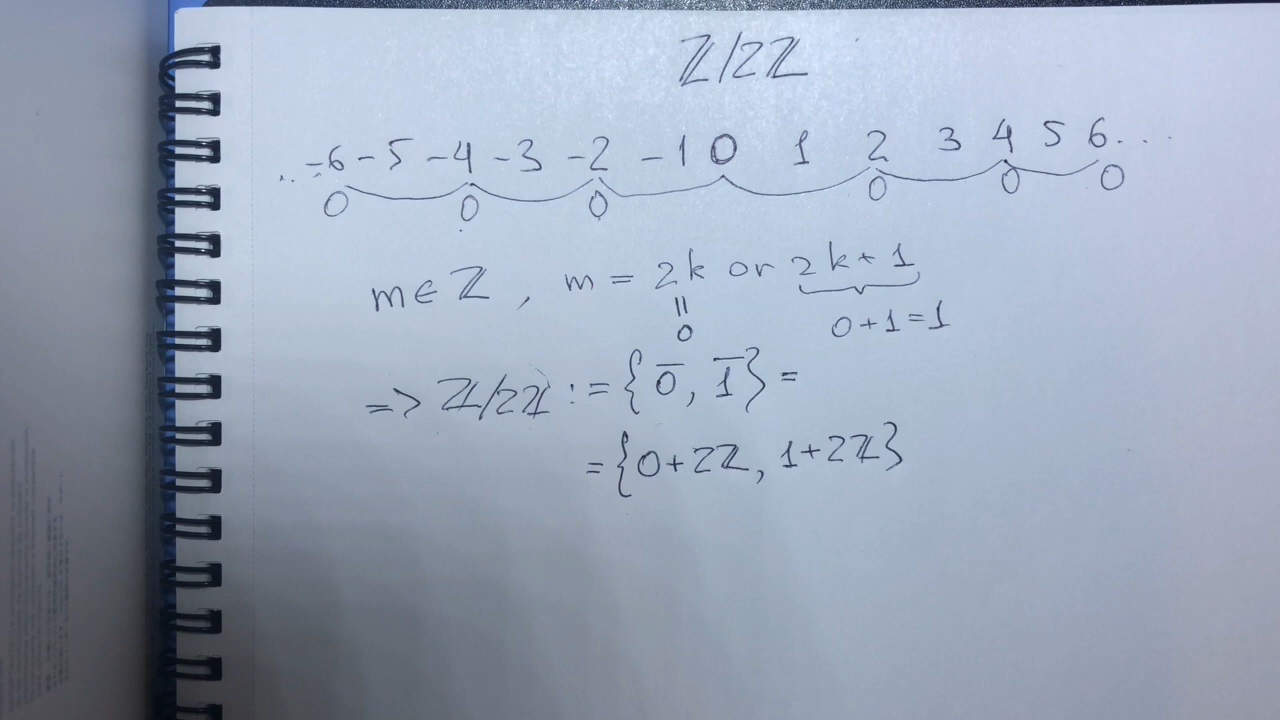 ℤ/2ℤ
..-6 -5 -4 -3 -2 -1 0 1 2 3 4 5 6...
0 0 0 0 0 0
m ∈ ℤ, m = 2k or 2k+1
॥ 0+1=1
0
=> ℤ/2ℤ := {0̅, 1̅} =
= {0+2ℤ, 1+2ℤ}